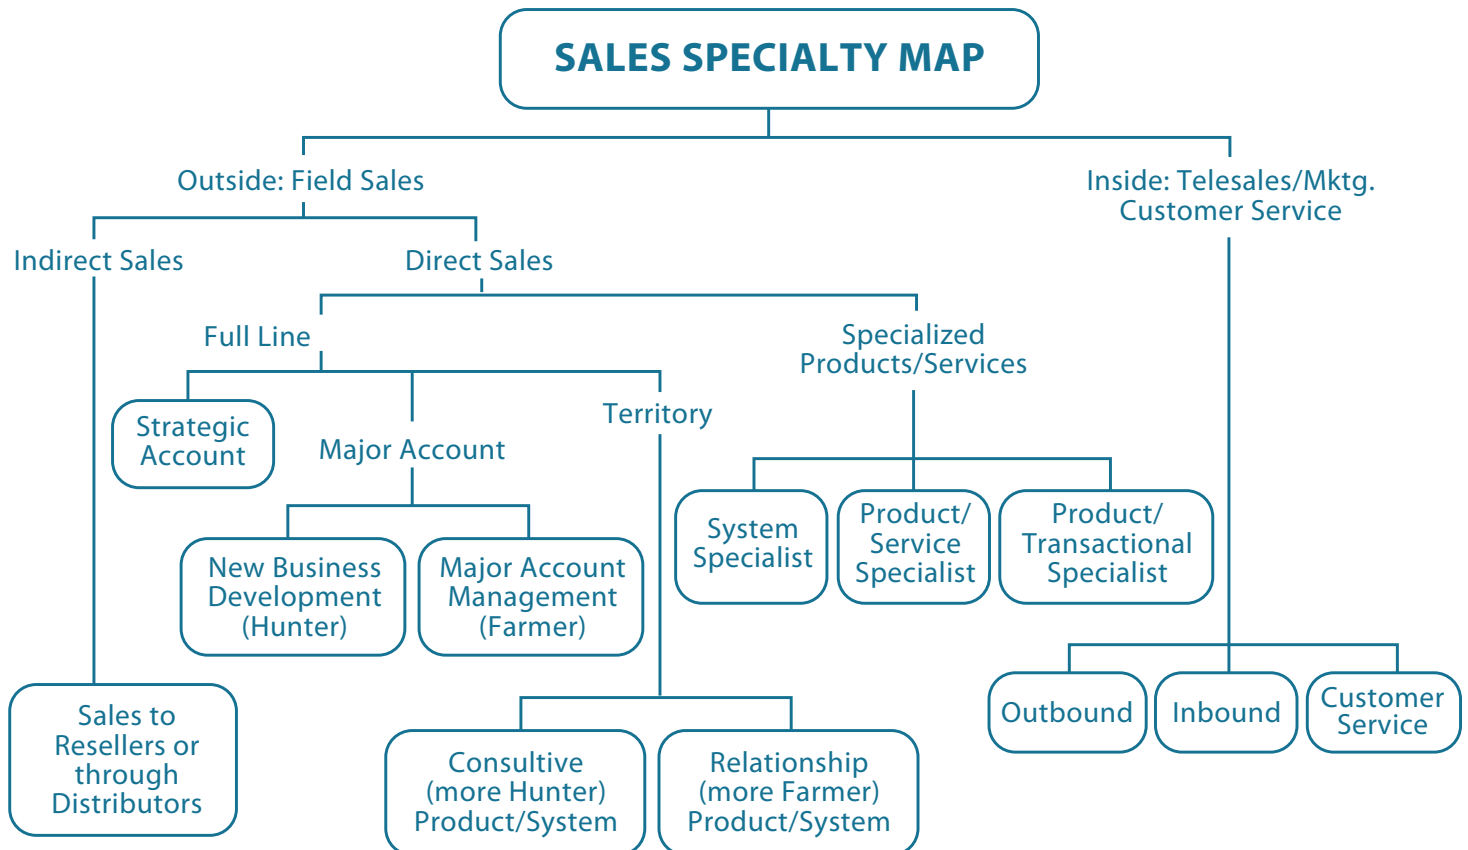 SALES SPECIALTY MAP
Outside: Field Sales
Inside: Telesales/Mktg.
Customer Service
Indirect Sales
Direct Sales
Full Line
Specialized
Products/Services
Strategic
Account
Major Account
Territory
System
Specialist
Product/
Service
Specialist
Product/
Transactional
Specialist
New Business
Development
(Hunter)
Major Account
Management
(Farmer)
Outbound
Inbound
Customer
Service
Sales to
Resellers or
through
Distributors
Consultive
(more Hunter)
Product/System
Relationship
(more Farmer)
Product/System